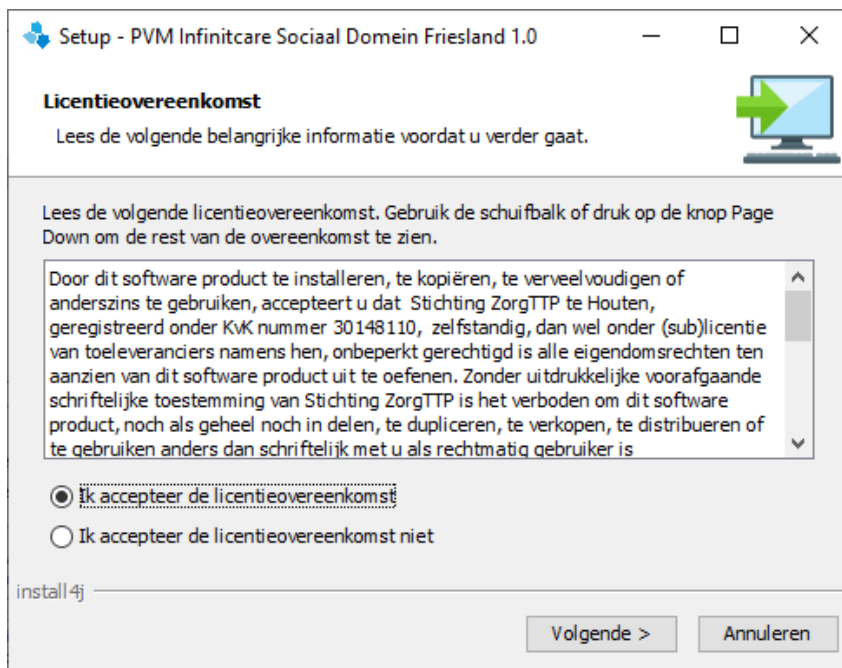 Setup - PVM Infinitcare Sociaal Domein Friesland 1.0
Licentieovereenkomst
Lees de volgende belangrijke informatie voordat u verder gaat.
Lees de volgende licentieovereenkomst. Gebruik de schuifbalk of druk op de knop Page
Down om de rest van de overeenkomst te zien.
Door dit software product te installeren, te kopiëren, te verveelvoudigen of
anderszins te gebruiken, accepteert u dat  Stichting ZorgTTP te Houten,
geregistreerd onder KvK nummer 30148110,  zelfstandig, dan wel onder (sub)licentie
van toeleveranciers namens hen, onbeperkt gerechtigd is alle eigendomsrechten ten
aanzien van dit software product uit te oefenen. Zonder uitdrukkelijke voorafgaande
schriftelijke toestemming van Stichting ZorgTTP is het verboden om dit software
product, noch als geheel noch in delen, te dupliceren, te verkopen, te distribueren of
te gebruiken anders dan schriftelijk met u als rechtmatig gebruiker is
Ik accepteer de licentieovereenkomst
Ik accepteer de licentieovereenkomst niet
install4j
Volgende >
Annuleren